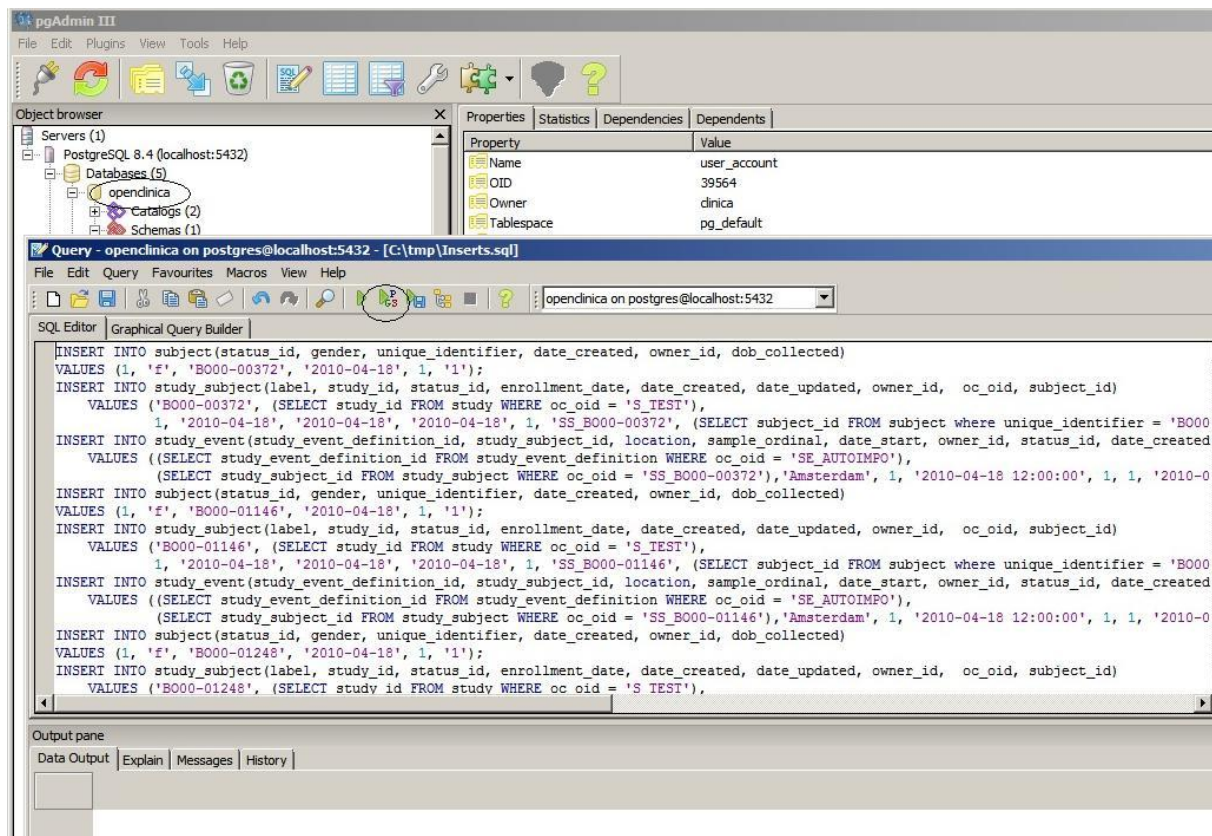 pgAdmin III
File Edit Plugins View Tools Help
SQL
Object browser
Servers (1)
PostgreSQL 8.4 (localhost:5432)
Databases (5)
openclinica
Catalogs (2)
Schemas (1)
Properties Statistics Dependencies Dependents
Property Value
Name user_account
OID 39564
Owner clinica
Tablespace pg_default
Query - openclinica on postgres@localhost:5432 - [C:\tmp\Inserts.sql]
File Edit Query Favourites Macros View Help
openclinica on postgres@localhost:5432
SQL Editor Graphical Query Builder
INSERT INTO subject(status_id, gender, unique_identifier, date_created, owner_id, dob_collected)
VALUES (1, 'f', 'BO00-00372', '2010-04-18', 1, '1');
INSERT INTO study_subject(label, study_id, status_id, enrollment_date, date_created, date_updated, owner_id, oc_oid, subject_id)
VALUES ('BO00-00372', (SELECT study_id FROM study WHERE oc_oid = 'S_TEST'),
1, '2010-04-18', '2010-04-18', '2010-04-18', 1, 'SS_BO00-00372', (SELECT subject_id FROM subject where unique_identifier = 'BO00
INSERT INTO study_event(study_event_definition_id, study_subject_id, location, sample_ordinal, date_start, owner_id, status_id, date_created
VALUES ((SELECT study_event_definition_id FROM study_event_definition WHERE oc_oid = 'SE_AUTOIMPO'),
(SELECT study_subject_id FROM study_subject WHERE oc_oid = 'SS_BO00-00372'),'Amsterdam', 1, '2010-04-18 12:00:00', 1, 1, '2010-0
INSERT INTO subject(status_id, gender, unique_identifier, date_created, owner_id, dob_collected)
VALUES (1, 'f', 'BO00-01146', '2010-04-18', 1, '1');
INSERT INTO study_subject(label, study_id, status_id, enrollment_date, date_created, date_updated, owner_id, oc_oid, subject_id)
VALUES ('BO00-01146', (SELECT study_id FROM study WHERE oc_oid = 'S_TEST'),
1, '2010-04-18', '2010-04-18', '2010-04-18', 1, 'SS_BO00-01146', (SELECT subject_id FROM subject where unique_identifier = 'BO00
INSERT INTO study_event(study_event_definition_id, study_subject_id, location, sample_ordinal, date_start, owner_id, status_id, date_created
VALUES ((SELECT study_event_definition_id FROM study_event_definition WHERE oc_oid = 'SE_AUTOIMPO'),
(SELECT study_subject_id FROM study_subject WHERE oc_oid = 'SS_BO00-01146'),'Amsterdam', 1, '2010-04-18 12:00:00', 1, 1, '2010-0
INSERT INTO subject(status_id, gender, unique_identifier, date_created, owner_id, dob_collected)
VALUES (1, 'f', 'BO00-01248', '2010-04-18', 1, '1');
INSERT INTO study_subject(label, study_id, status_id, enrollment_date, date_created, date_updated, owner_id, oc_oid, subject_id)
VALUES ('BO00-01248', (SELECT study_id FROM study WHERE oc_oid = 'S_TEST'),
Output pane
Data Output Explain Messages History